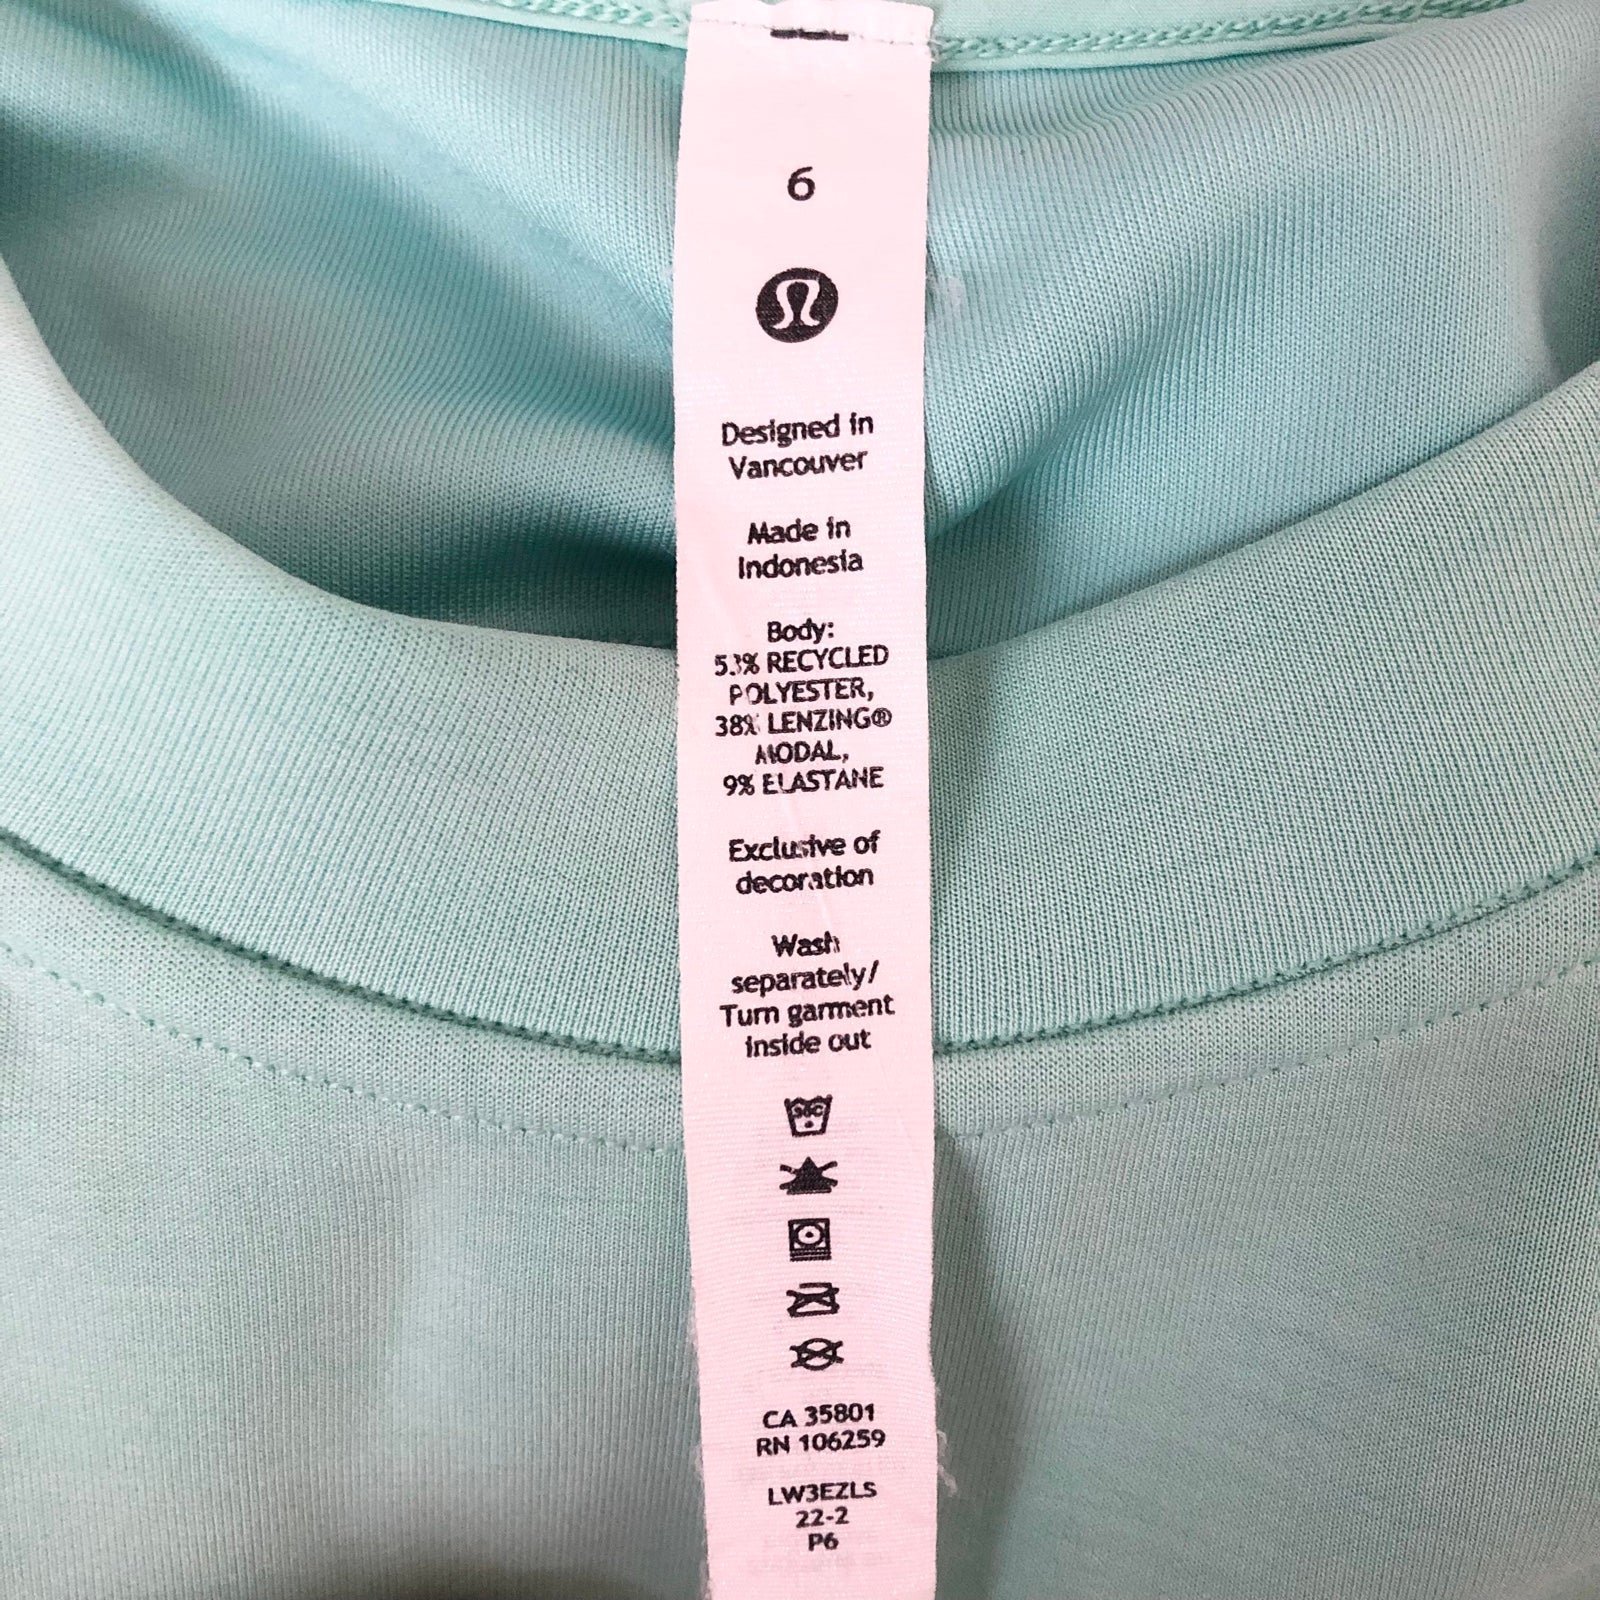 6
Designed in
Vancouver
Made in
Indonesia
Body:
53% RECYCLED
POLYESTER,
38% LENZING®
MODAL,
9% ELASTANE
Exclusive of
decoration
Wash
separately/
Turn garment
inside out
30C
CA 35801
RN 106259
LW3EZLS
22-2
P6